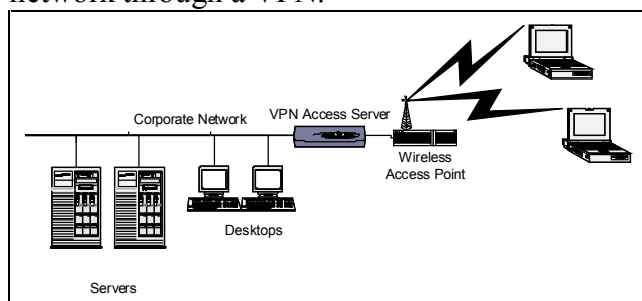 network through a VPN.
Corporate Network
VPN Access Server
Wireless
Access Point
Desktops
Servers